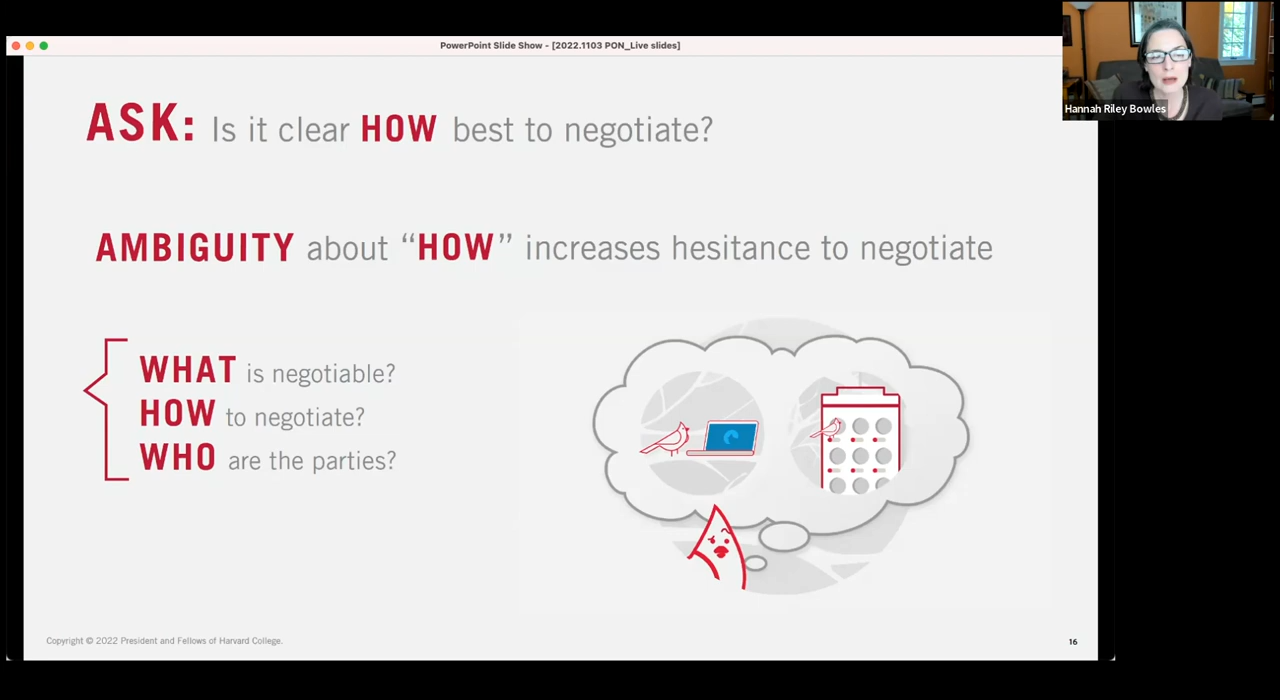 PowerPoint Slide Show - [2022.1103 PON_Live slides]
Hannah Riley Bowles
ASK: Is it clear HOW best to negotiate?
AMBIGUITY about “HOW” increases hesitance to negotiate
WHAT is negotiable?
HOW to negotiate?
WHO are the parties?
Copyright © 2022 President and Fellows of Harvard College.
16